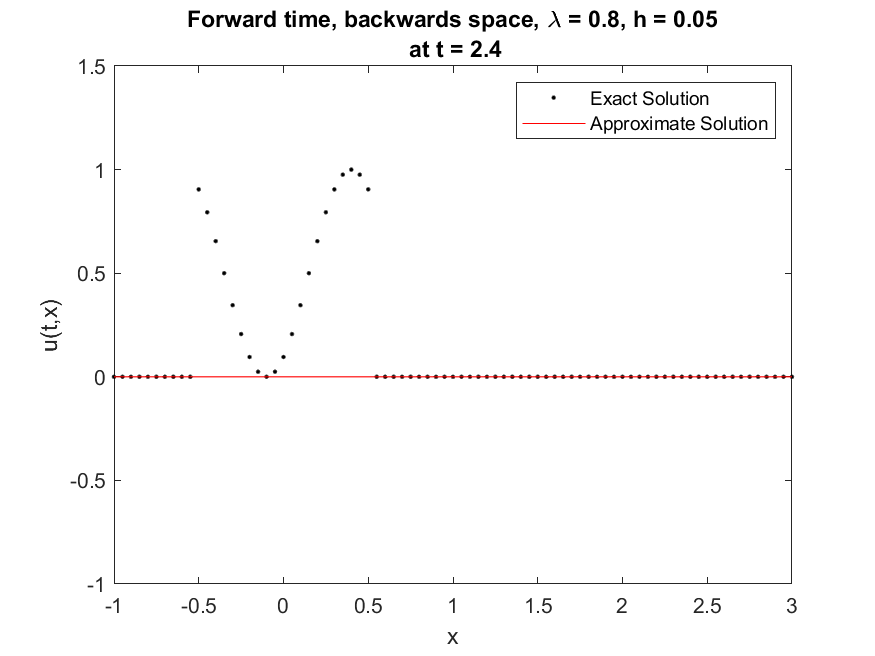 Forward time, backwards space, λ = 0.8, h = 0.05
at t = 2.4
1.5
Exact Solution
Approximate Solution
1
0.5
u(t,x)
0
-0.5
-1
-1
-0.5
0
0.5
1
1.5
2
2.5
3
x